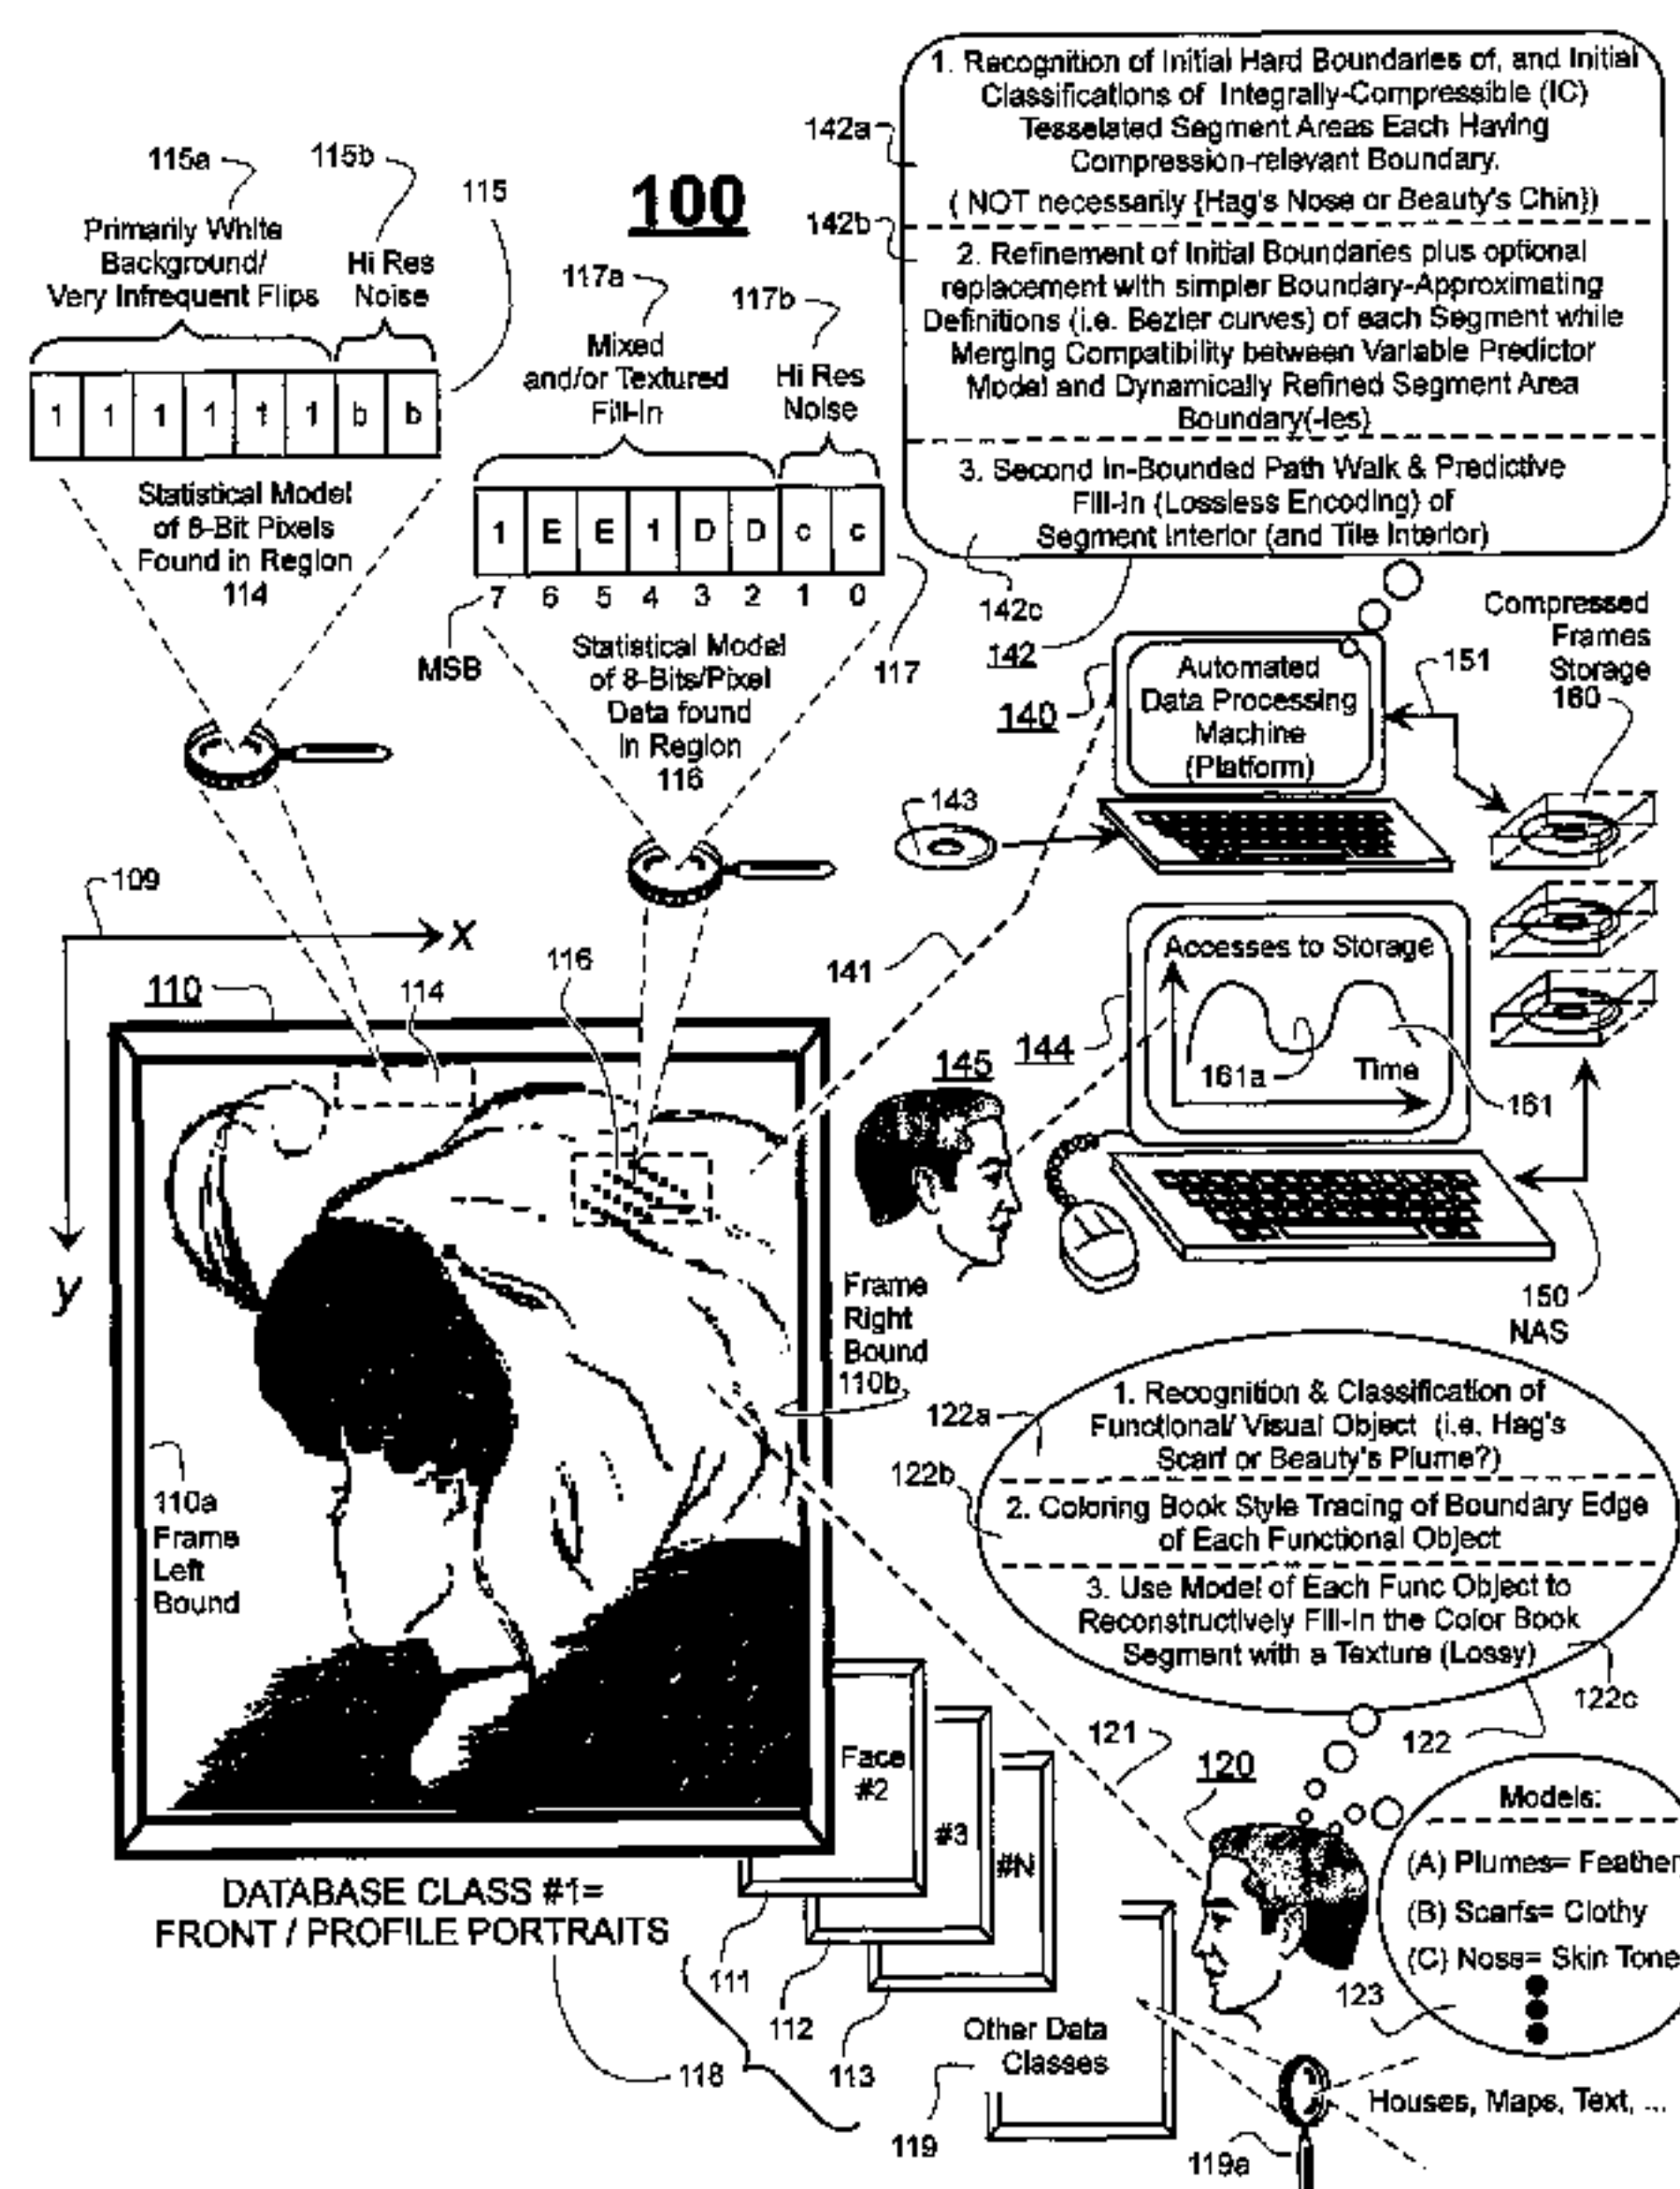 100
115a
115b
115
Primarily White
Background/
Very Infrequent Flips
Hi Res
Noise
1 1 1 1 1 1 b b
Statistical Model
of 8-Bit Pixels
Found in Region
114
117a
117b
Mixed
and/or Textured
Fill-In
Hi Res
Noise
1 E E 1 D D c c
7 6 5 4 3 2 1 0
MSB
117
Statistical Model
of 8-Bits/Pixel
Data found
In Region
116
142a
1. Recognition of Initial Hard Boundaries of, and Initial
Classifications of Integrally-Compressible (IC)
Tesselated Segment Areas Each Having
Compression-relevant Boundary.
( NOT necessarily {Hag's Nose or Beauty's Chin})
142b
2. Refinement of Initial Boundaries plus optional
replacement with simpler Boundary-Approximating
Definitions (i.e. Bezier curves) of each Segment while
Merging Compatibility between Variable Predictor
Model and Dynamically Refined Segment Area
Boundary(-ies)
3. Second In-Bounded Path Walk & Predictive
Fill-In (Lossless Encoding) of
Segment Interior (and Tile Interior)
142c
142
140
Automated
Data Processing
Machine
(Platform)
151
Compressed
Frames
Storage
160
143
109
x
y
110
114
116
141
144
145
Accesses to Storage
161a
Time
161
150
NAS
Frame
Right
Bound
110b
110a
Frame
Left
Bound
122a
1. Recognition & Classification of
Functional/ Visual Object (i.e. Hag's
Scarf or Beauty's Plume?)
122b
2. Coloring Book Style Tracing of Boundary Edge
of Each Functional Object
3. Use Model of Each Func Object to
Reconstructively Fill-In the Color Book
Segment with a Texture (Lossy)
122c
122
121
120
Models:
(A) Plumes= Feather
(B) Scarfs= Clothy
(C) Nose= Skin Tone
123
Face
#2
#3
#N
DATABASE CLASS #1=
FRONT / PROFILE PORTRAITS
111
112
113
118
Other Data
Classes
119
119a
Houses, Maps, Text, ...